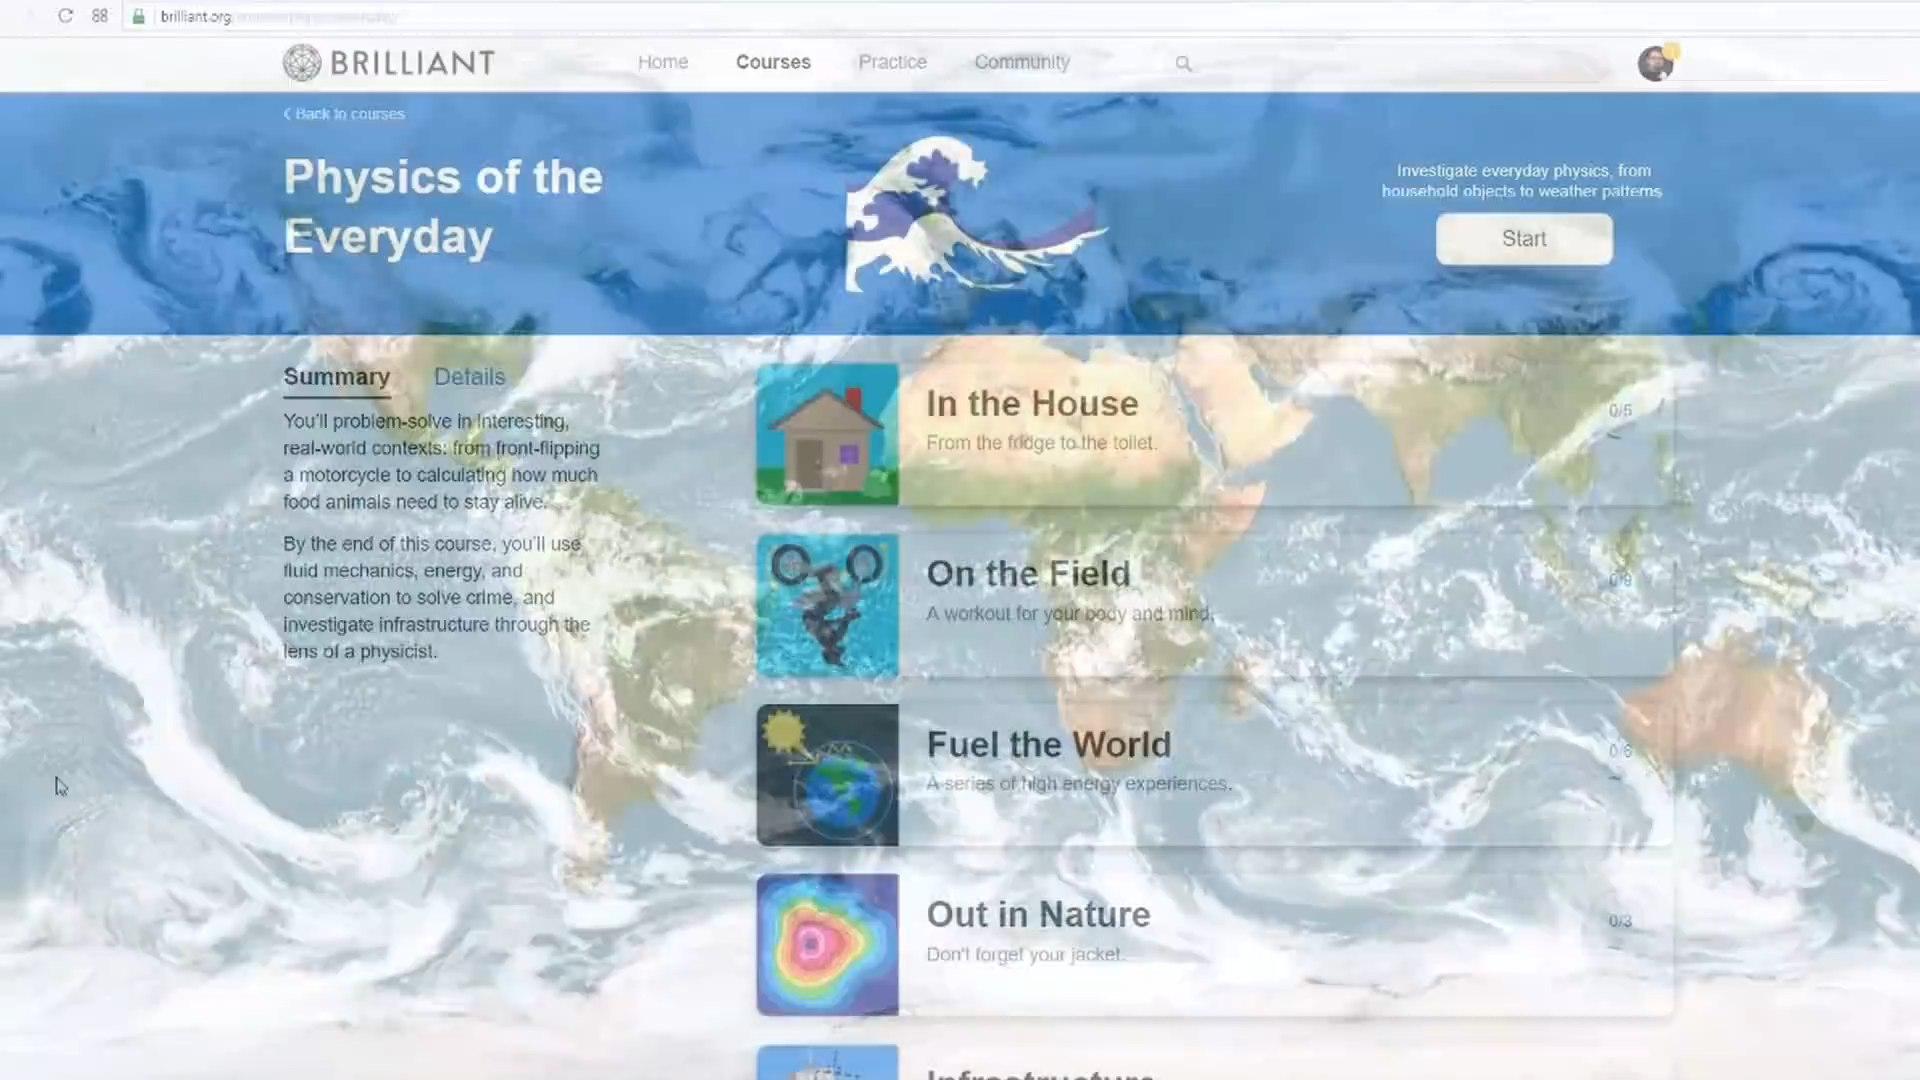 88
brilliant.org
BRILLIANT
Home
Courses
Practice
Community
Back to courses
Physics of the
Everyday
Investigate everyday physics, from
household objects to weather patterns
Start
Summary
Details
You'll problem-solve in interesting,
real-world contexts: from front-flipping
a motorcycle to calculating how much
food animals need to stay alive.
By the end of this course, you'll use
fluid mechanics, energy, and
conservation to solve crime, and
investigate infrastructure through the
lens of a physicist.
In the House
From the fridge to the toilet.
0/5
On the Field
A workout for your body and mind.
Fuel the World
A series of high energy experiences.
0/6
Out in Nature
Don't forget your jacket.
0/3
Infrastructure